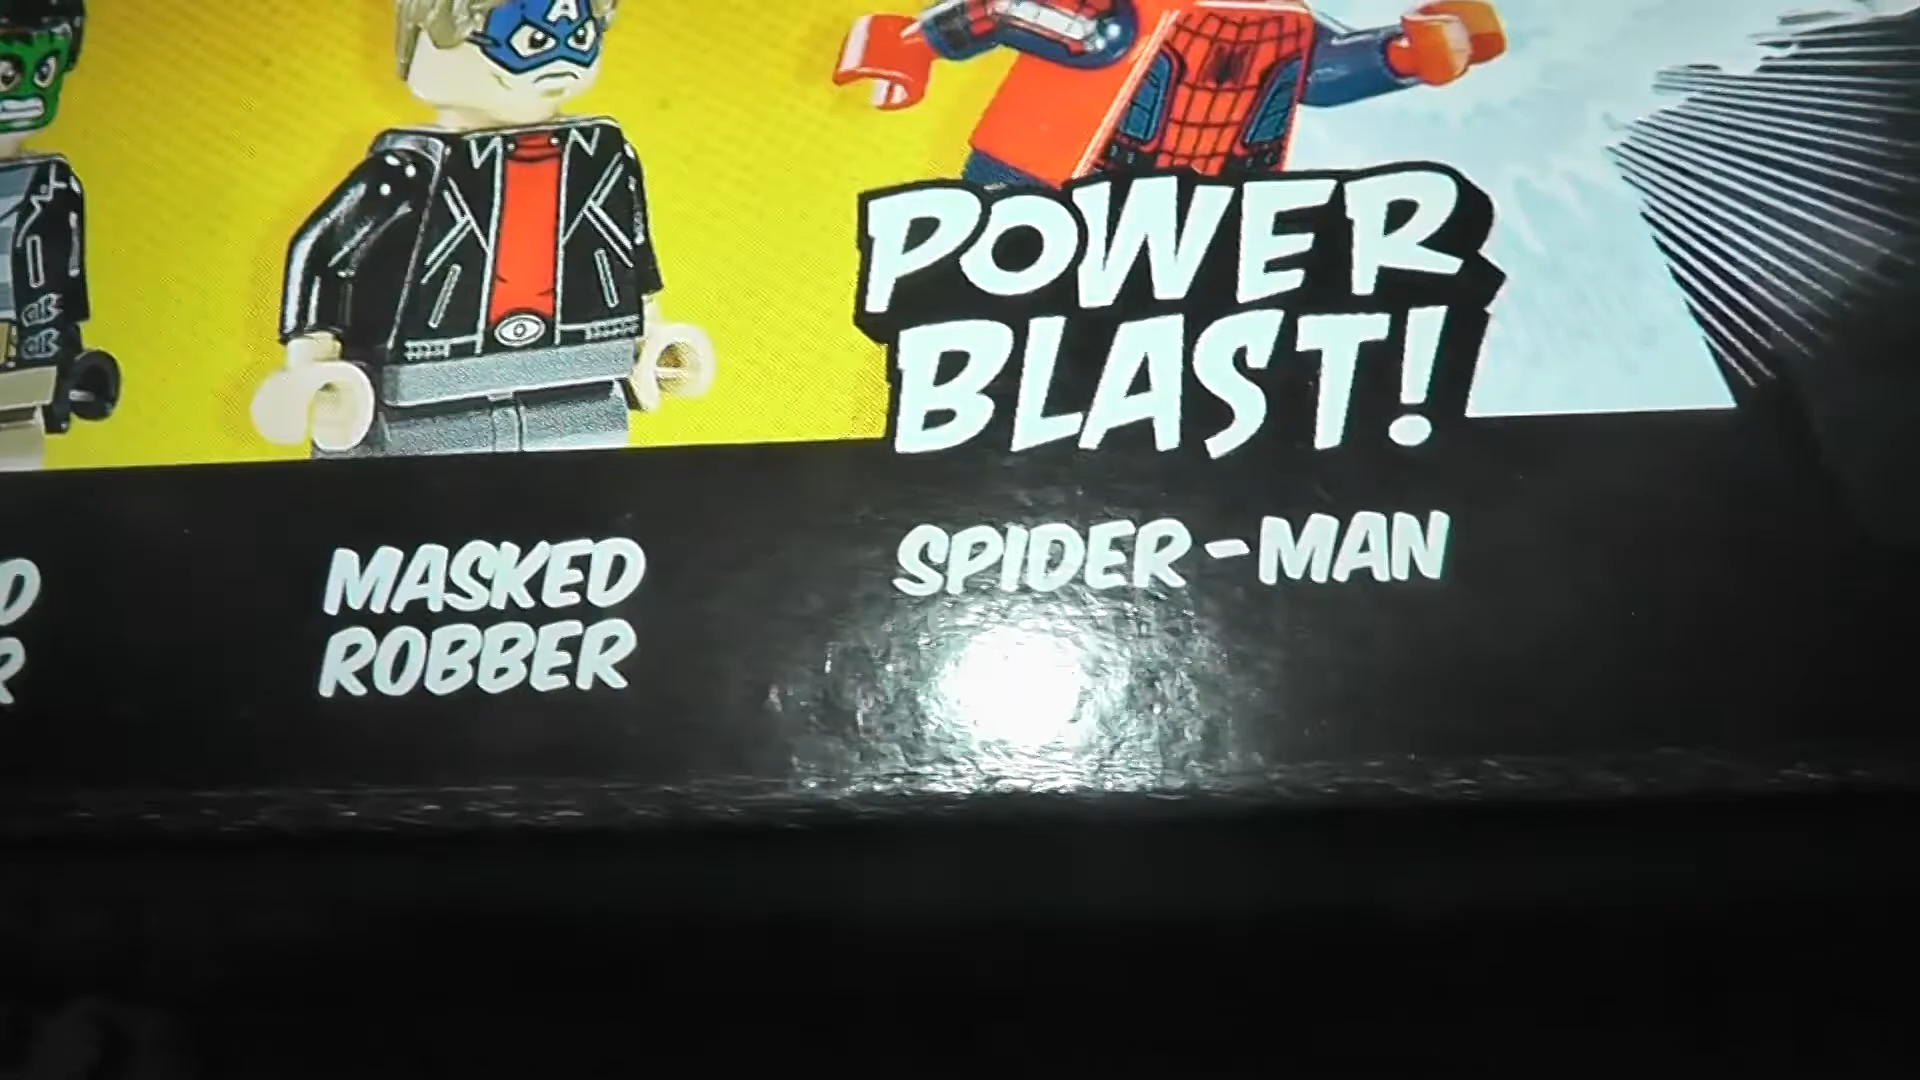 A
POWER
BLAST!
SPIDER-MAN
MASKED
ROBBER
D
R